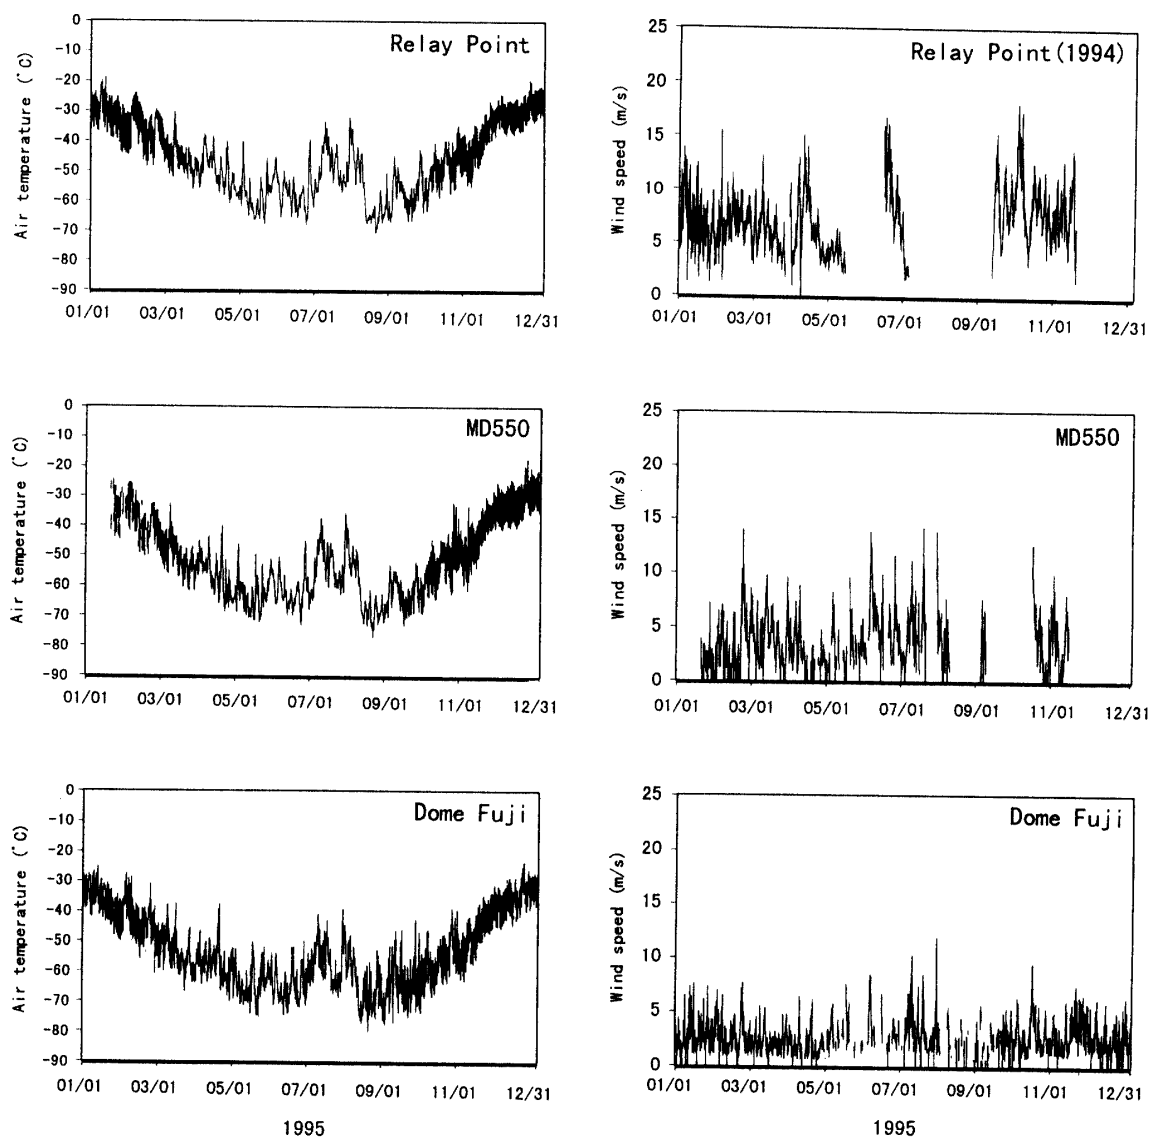 Relay Point
Air temperature (°C)
0
-10
-20
-30
-40
-50
-60
-70
-80
-90
01/01 03/01 05/01 07/01 09/01 11/01 12/31
Relay Point(1994)
Wind speed (m/s)
25
20
15
10
5
0
01/01 03/01 05/01 07/01 09/01 11/01 12/31
MD550
Air temperature (°C)
0
-10
-20
-30
-40
-50
-60
-70
-80
-90
01/01 03/01 05/01 07/01 09/01 11/01 12/31
MD550
Wind speed (m/s)
25
20
15
10
5
0
01/01 03/01 05/01 07/01 09/01 11/01 12/31
Dome Fuji
Air temperature (°C)
0
-10
-20
-30
-40
-50
-60
-70
-80
-90
01/01 03/01 05/01 07/01 09/01 11/01 12/31
1995
Dome Fuji
Wind speed (m/s)
25
20
15
10
5
0
01/01 03/01 05/01 07/01 09/01 11/01 12/31
1995